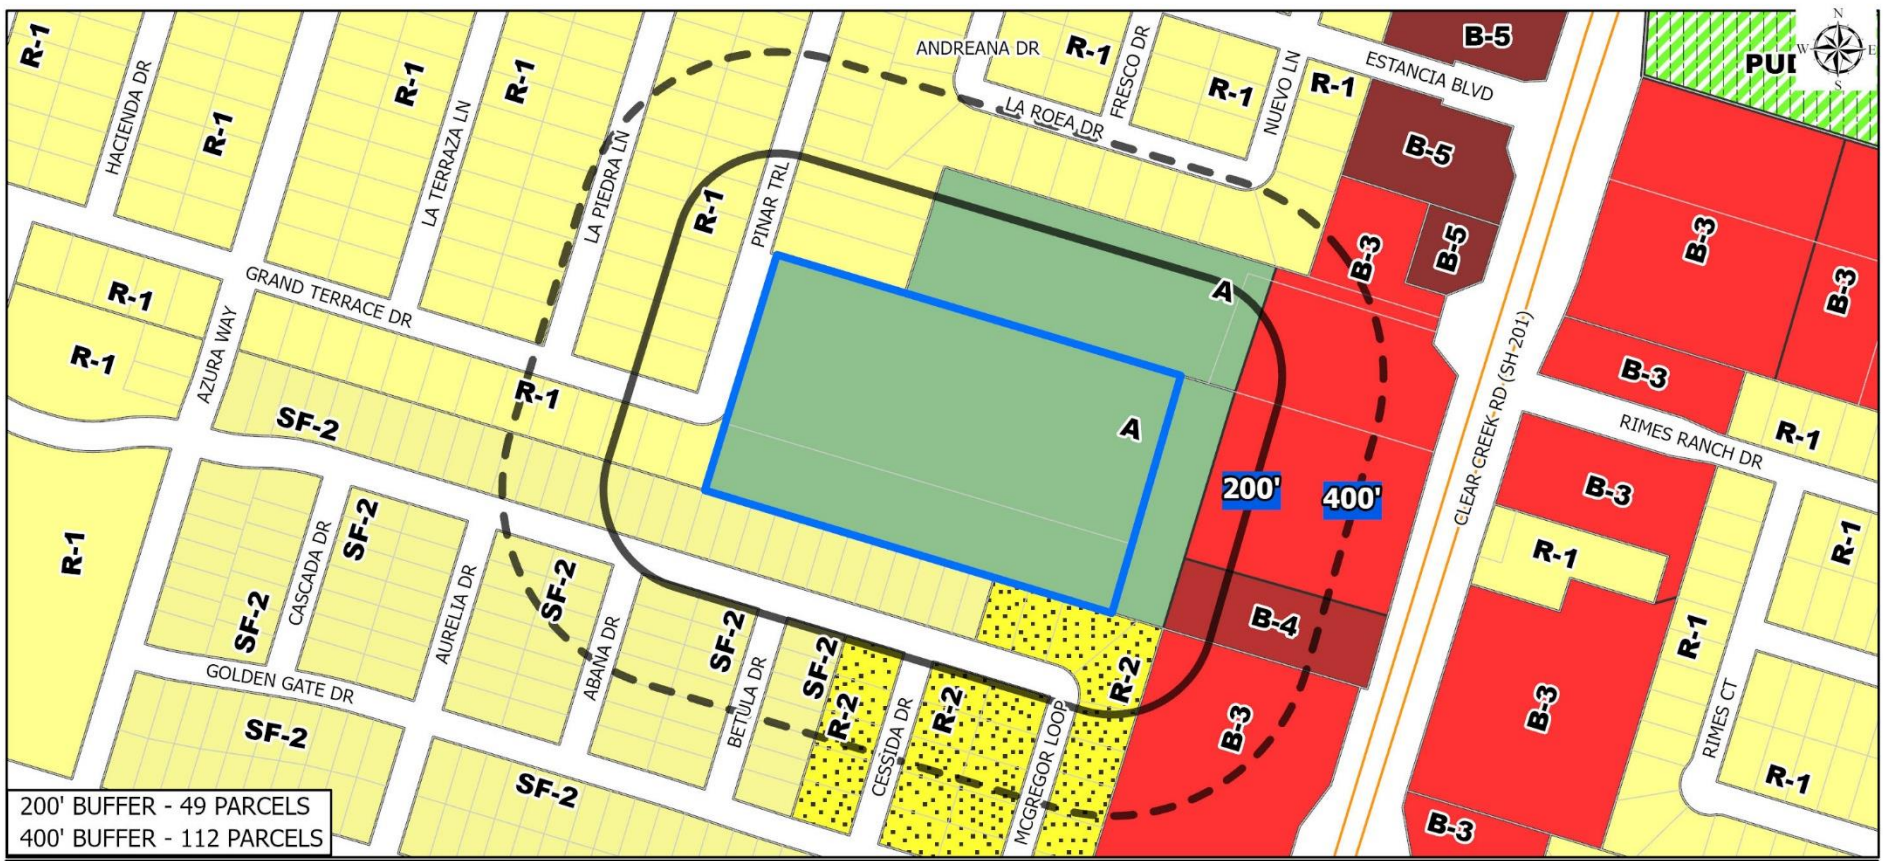 R-1
HACIENDA DR
R-1
R-1
LA TERRAZA LN
R-1
LA PIEDRA LN
R-1
PINAR TRL
ANDREANA DR
R-1
FRESCO DR
R-1
NUEVO LN
R-1
LA ROEA DR
B-5
ESTANCIA BLVD
PUD
N
W
E
S
B-5
B-5
B-3
B-3
B-3
R-1
GRAND TERRACE DR
AZURA WAY
R-1
R-1
SF-2
A
A
200'
400'
CLEAR CREEK RD (SH-201)
B-3
RIMES RANCH DR
R-1
B-3
R-1
R-1
R-1
SF-2
CASCADA DR
SF-2
AURELIA DR
SF-2
ABANA DR
SF-2
BETULA DR
SF-2
R-2
CESSIDA DR
R-2
MCGREGOR LOOP
R-2
B-4
B-3
B-3
R-1
RIMES CT
R-1
GOLDEN GATE DR
SF-2
SF-2
B-3
200' BUFFER - 49 PARCELS
400' BUFFER - 112 PARCELS